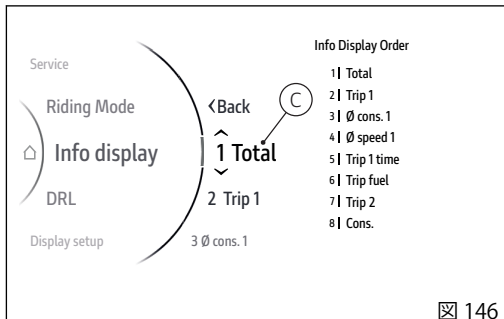 Service
Riding Mode
Info display
DRL
Display setup
‹Back
1 Total
2 Trip 1
3 Ø cons. 1
C
Info Display Order
1 Total
2 Trip 1
3 Ø cons. 1
4 Ø speed 1
5 Trip 1 time
6 Trip fuel
7 Trip 2
8 Cons.
図 146